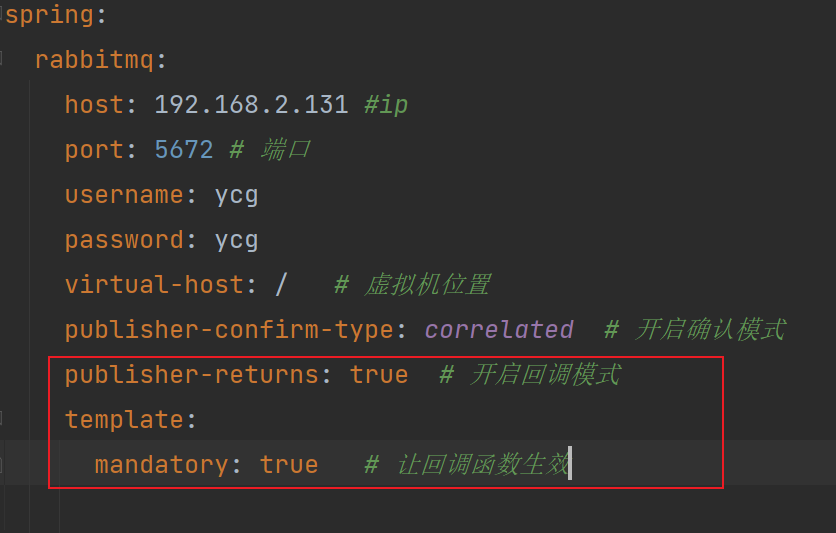 spring:
rabbitmq:
host: 192.168.2.131 #ip
port: 5672 # 端口
username: ycg
password: ycg
virtual-host: / # 虚拟机位置
publisher-confirm-type: correlated # 开启确认模式
publisher-returns: true # 开启回调模式
template:
mandatory: true # 让回调函数生效